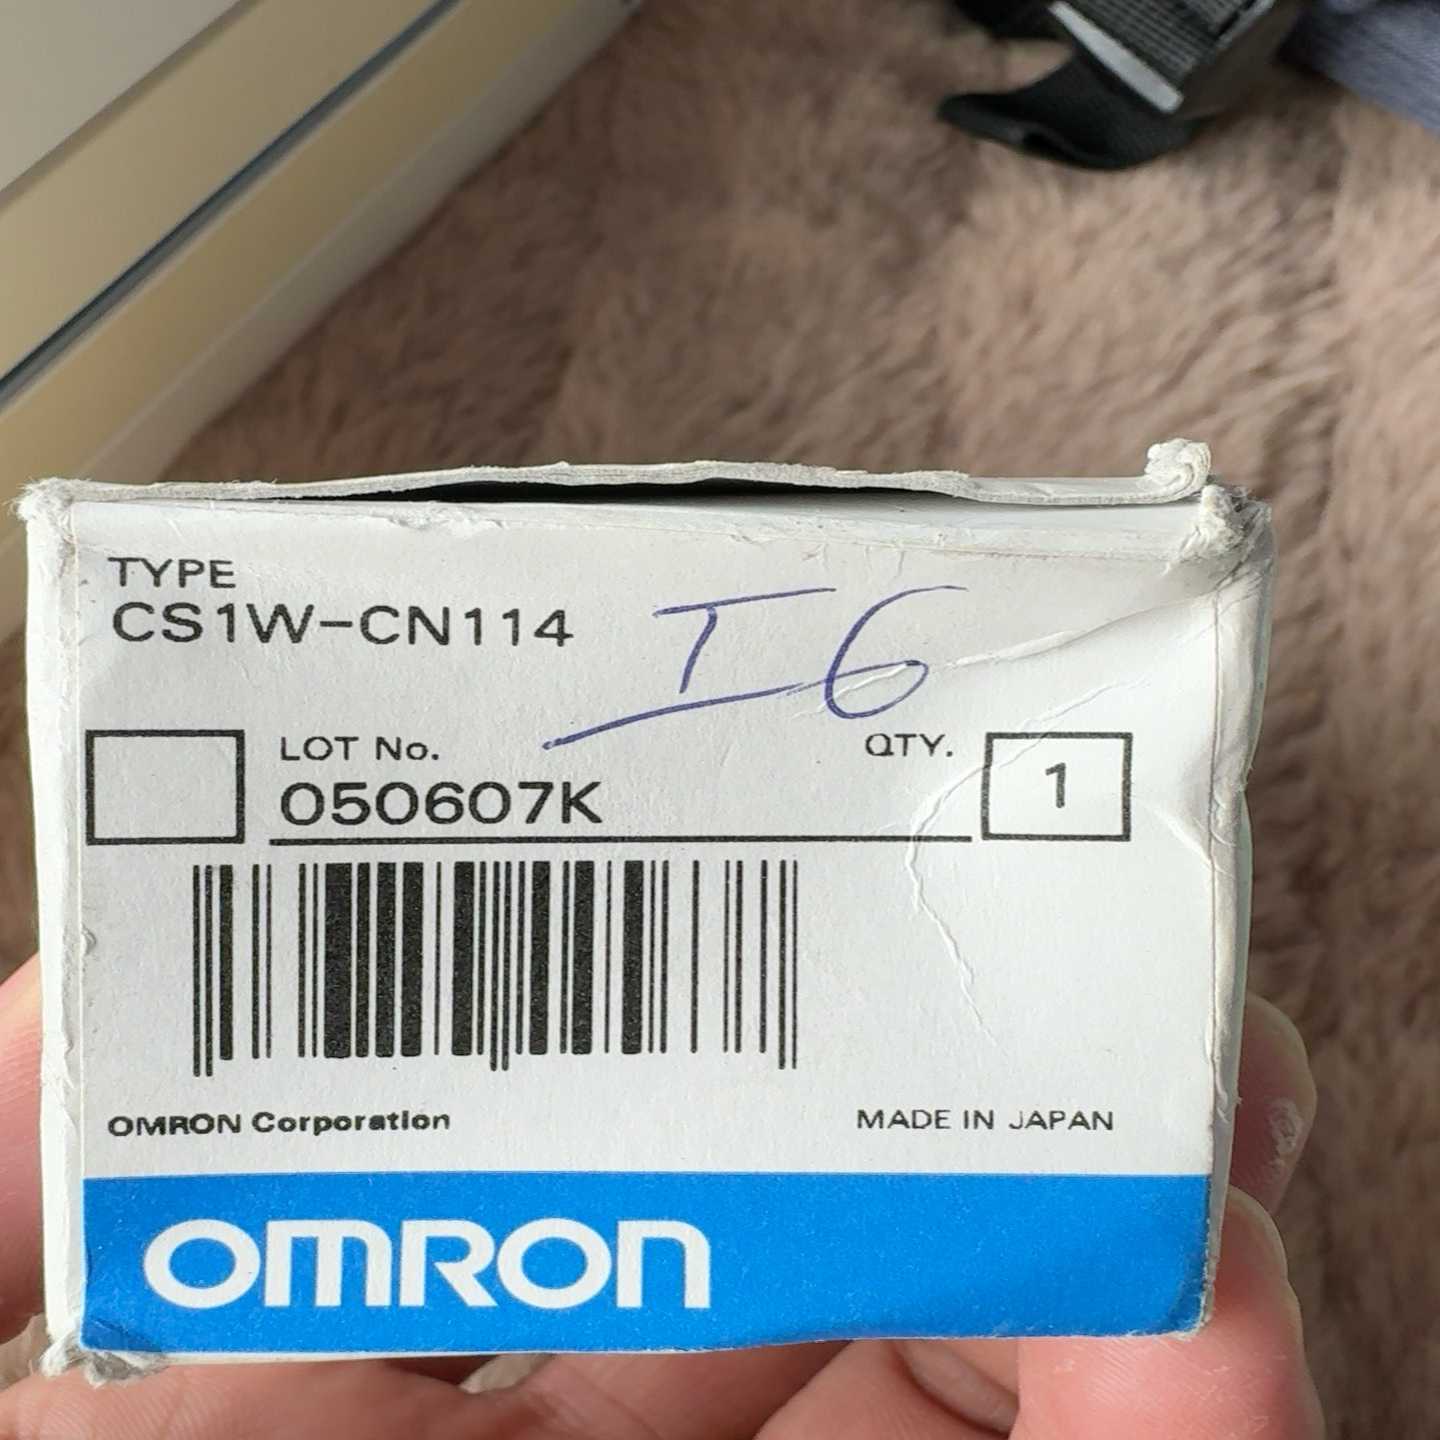 TYPE
CS1W-CN114
I6
LOT No.
050607K
QTY.
1
OMRON Corporation
MADE IN JAPAN
OMRON